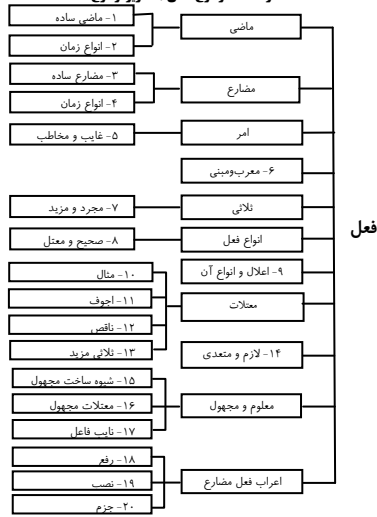 ماضی
۱- ماضی ساده
۲- انواع زمان
مضارع
۳- مضارع ساده
۴- انواع زمان
امر
۵- غایب و مخاطب
۶- معرب‌ومبنی
ثلاثی
۷- مجرد و مزید
فعل
انواع فعل
۸- صحیح و معتل
۹- اعلال و انواع آن
معتلات
۱۰- مثال
۱۱- اجوف
۱۲- ناقص
۱۳- ثلاثی مزید
۱۴- لازم و متعدی
معلوم و مجهول
۱۵- شیوه ساخت مجهول
۱۶- معتلات مجهول
۱۷- نایب فاعل
اعراب فعل مضارع
۱۸- رفع
۱۹- نصب
۲۰- جزم